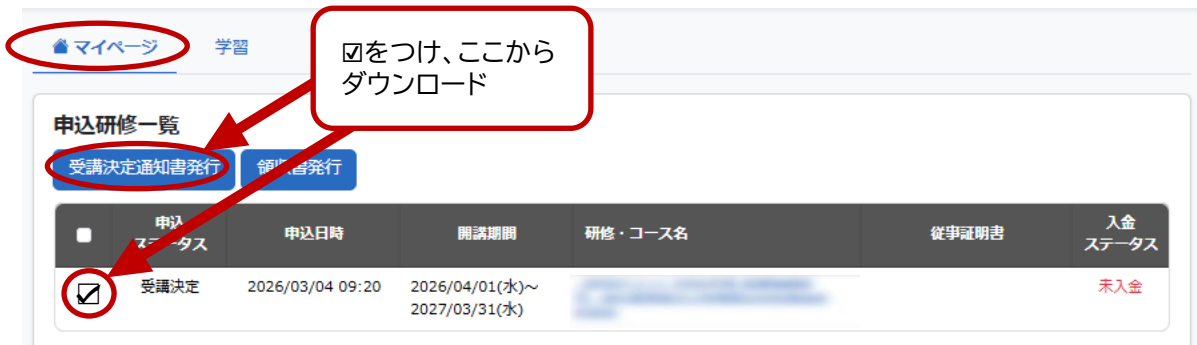 マイページ 学習
☑をつけ、ここから
ダウンロード
申込研修一覧
受講決定通知書発行 領収書発行
申込
ステータス 申込日時 開講期間 研修・コース名 従事証明書 入金
ステータス
受講決定 2026/03/04 09:20 2026/04/01(水)~ 未入金
2027/03/31(水)